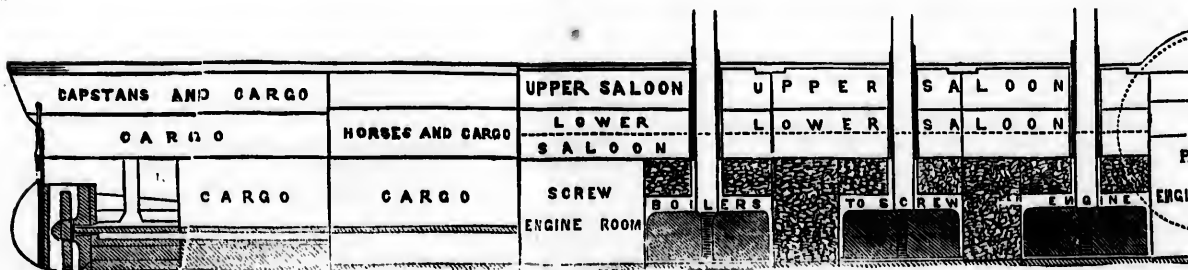 CAPSTANS AND CARGO
UPPER SALOON
UPPER SALOON
CARGO
HORSES AND CARGO
LOWER
SALOON
LOWER SALOON
CARGO
CARGO
SCREW
ENGINE ROOM
BOILERS TO SCREW ENGINE
P
ENGI